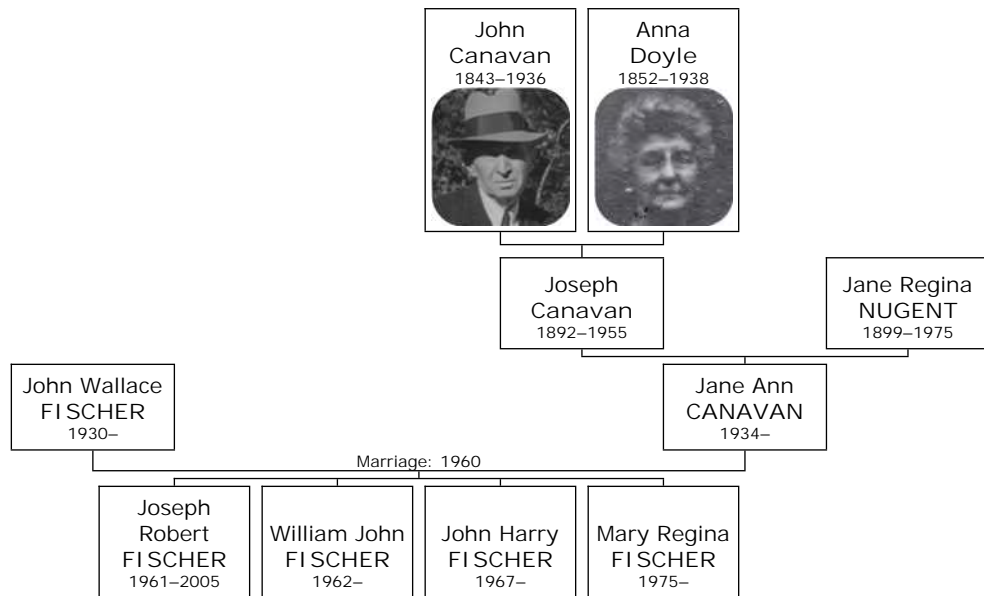 John
Canavan
1843–1936
Anna
Doyle
1852–1938
Joseph
Canavan
1892–1955
Jane Regina
NUGENT
1899–1975
John Wallace
FISCHER
1930–
Jane Ann
CANAVAN
1934–
Marriage: 1960
Joseph
Robert
FISCHER
1961–2005
William John
FISCHER
1962–
John Harry
FISCHER
1967–
Mary Regina
FISCHER
1975–